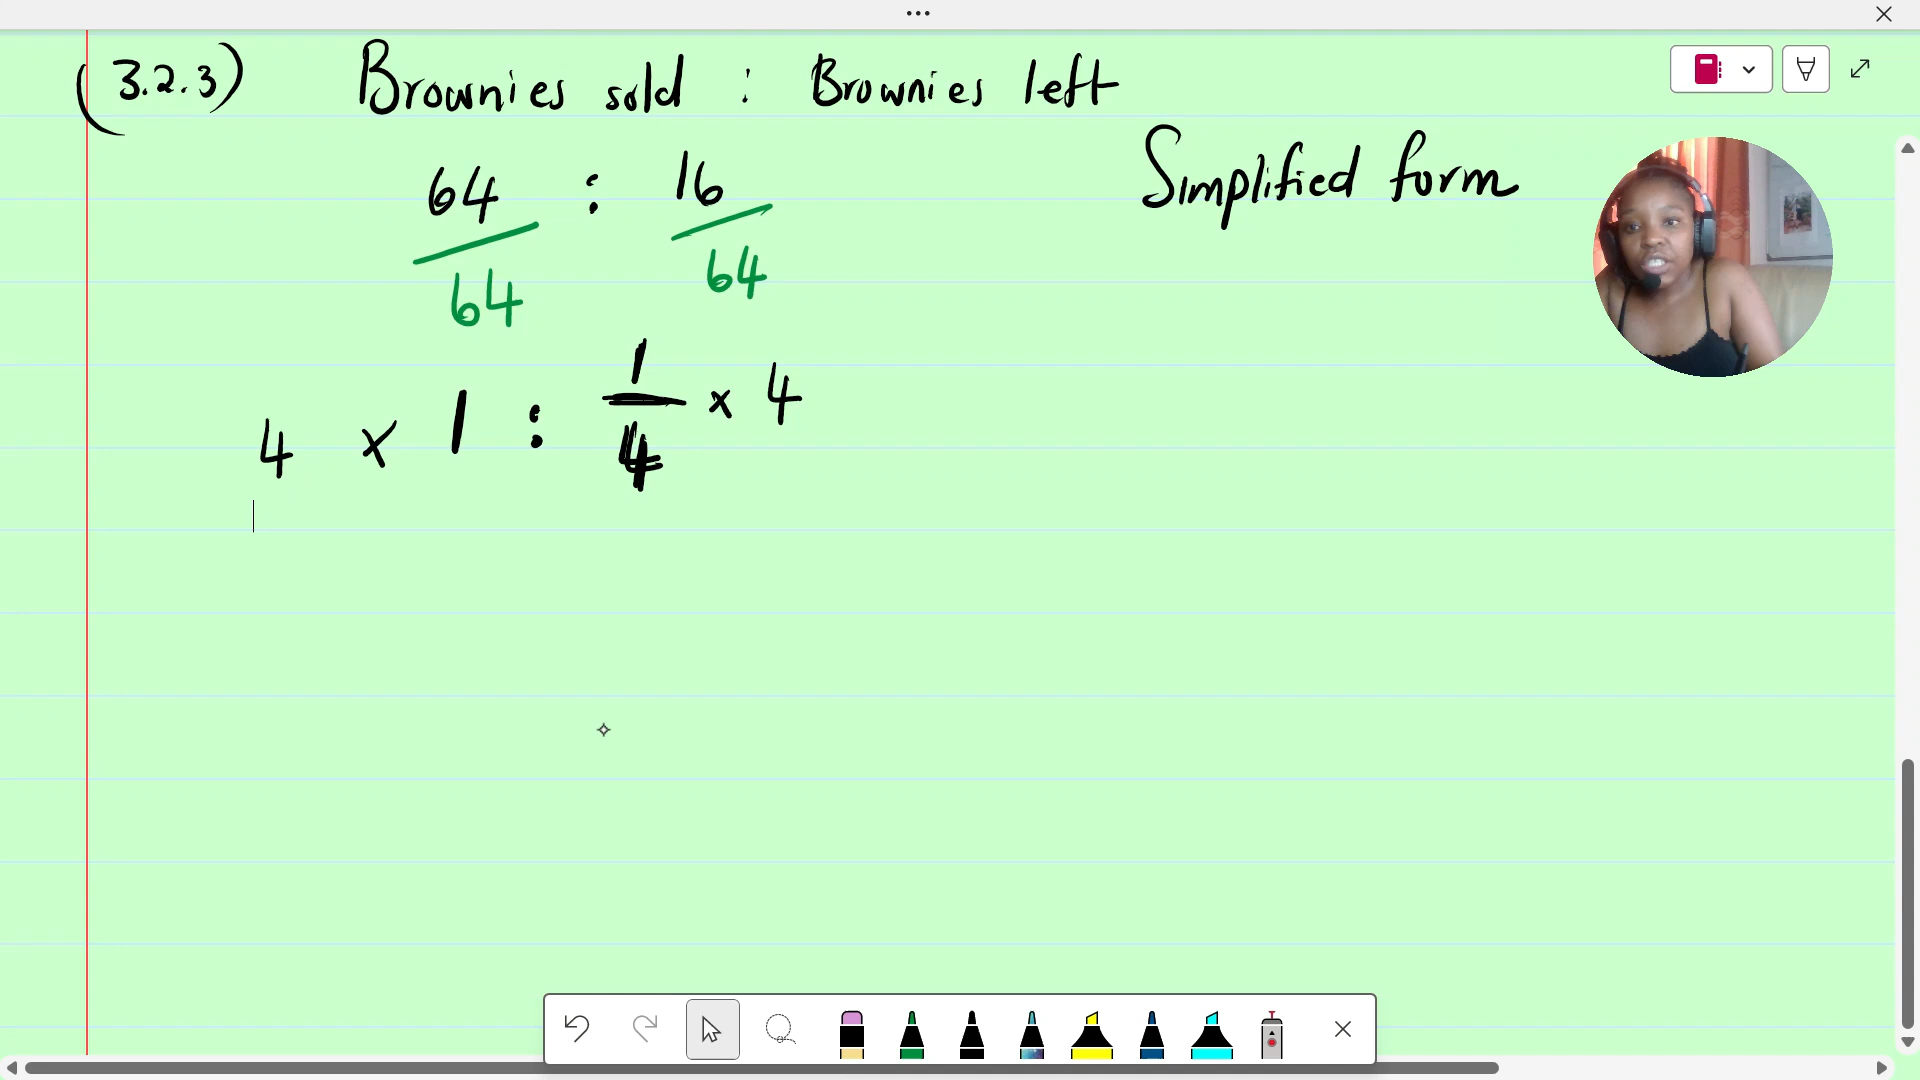 (3.2.3) Brownies sold : Brownies left
Simplified form
64 : 16
64 64
4 x 1 : 1/4 x 4